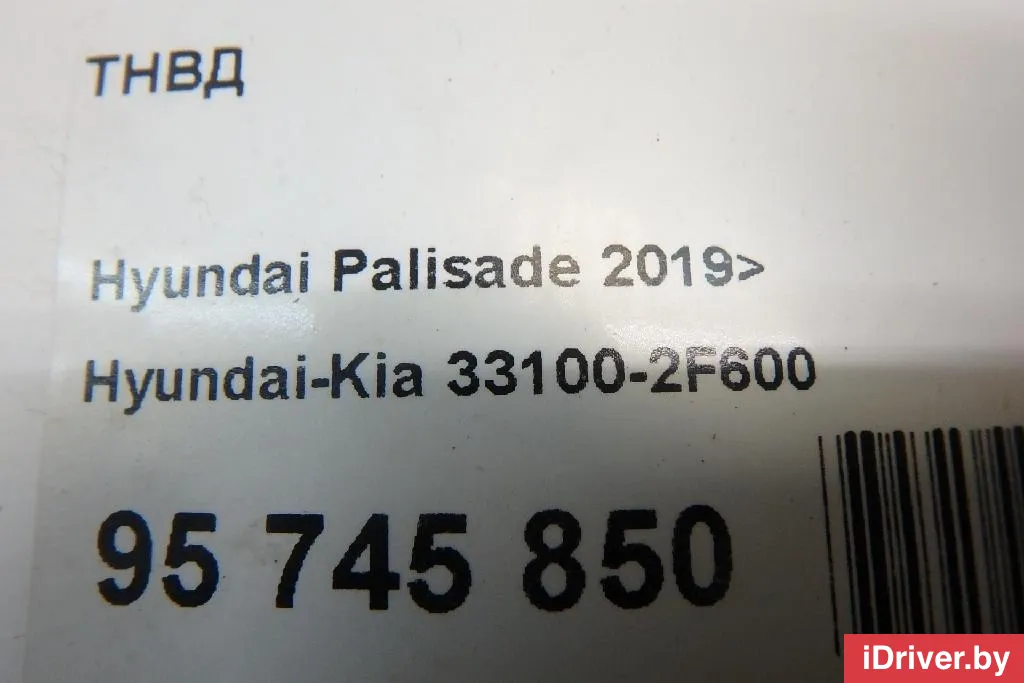 ТНВД
Hyundai Palisade 2019>
Hyundai-Kia 33100-2F600
95 745 850
iDriver.by